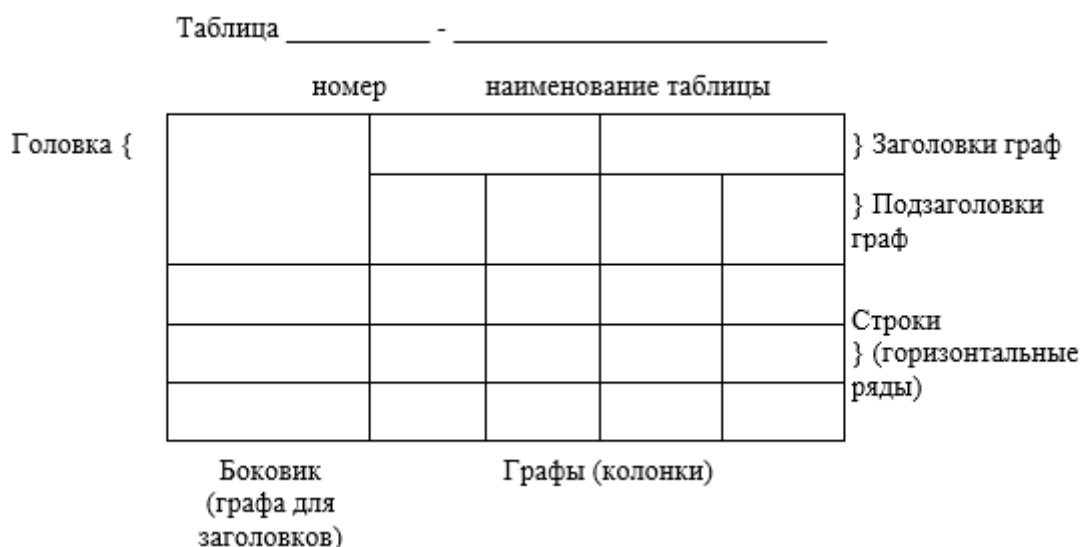 Таблица __________ - __________________________
номер наименование таблицы
Головка {
} Заголовки граф
} Подзаголовки
граф
Строки
} (горизонтальные
ряды)
Боковик
(графа для
заголовков)
Графы (колонки)